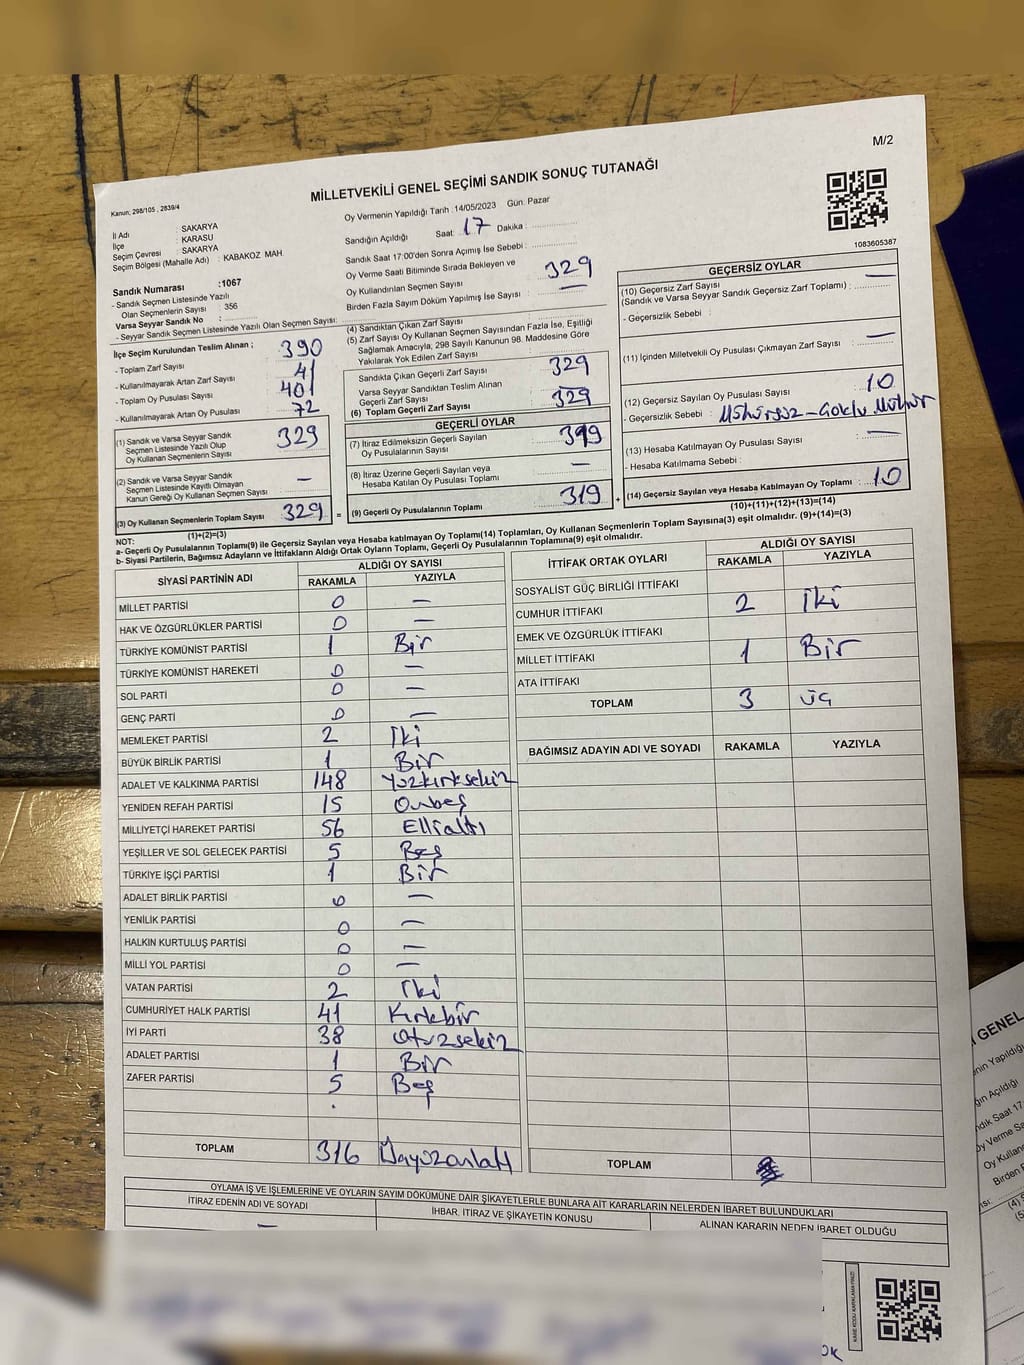 M/2
MİLLETVEKİLİ GENEL SEÇİMİ SANDIK SONUÇ TUTANAĞI
Kanun; 298/105 , 2839/4
Oy Vermenin Yapıldığı Tarih :14/05/2023 Gün. Pazar
İl Adı : SAKARYA
İlçe : KARASU
Seçim Çevresi : SAKARYA
Seçim Bölgesi (Mahalle Adı) : KABAKOZ MAH
Sandığın Açıldığı Saat: 17 Dakika :
Sandık Saat 17:00'den Sonra Açımış İse Sebebi :
Oy Verme Saati Bitiminde Sırada Bekleyen ve
Oy Kullandırılan Seçmen Sayısı 329
Birden Fazla Sayım Döküm Yapılmış İse Sayısı : —
1083605387
Sandık Numarası :1067
- Sandık Seçmen Listesinde Yazılı
Olan Seçmenlerin Sayısı : 356
Varsa Seyyar Sandık No :
- Seyyar Sandık Seçmen Listesinde Yazılı Olan Seçmen Sayısı:
İlçe Seçim Kurulundan Teslim Alınan ;
- Toplam Zarf Sayısı : 390
- Kullanılmayarak Artan Zarf Sayısı : 41
- Toplam Oy Pusulası Sayısı : 401
- Kullanılmayarak Artan Oy Pusulası : 72
(1) Sandık ve Varsa Seyyar Sandık
Seçmen Listesinde Yazılı Olup
Oy Kullanan Seçmenlerin Sayısı 329
(2) Sandık ve Varsa Seyyar Sandık
Seçmen Listesinde Kayıtlı Olmayan
Kanun Gereği Oy Kullanan Seçmen Sayısı —
(3) Oy Kullanan Seçmenlerin Toplam Sayısı 329
(1)+(2)=(3)
(4) Sandıktan Çıkan Zarf Sayısı
(5) Zarf Sayısı Oy Kullanan Seçmen Sayısından Fazla İse, Eşitliği
Sağlamak Amacıyla; 298 Sayılı Kanunun 98. Maddesine Göre
Yakılarak Yok Edilen Zarf Sayısı :
Sandıkta Çıkan Geçerli Zarf Sayısı 329
Varsa Seyyar Sandıktan Teslim Alınan
Geçerli Zarf Sayısı
(6) Toplam Geçerli Zarf Sayısı 329
GEÇERLİ OYLAR
(7) İtiraz Edilmeksizin Geçerli Sayılan
Oy Pusulalarının Sayısı
(8) İtiraz Üzerine Geçerli Sayılan veya
Hesaba Katılan Oy Pusulası Toplamı —
(9) Geçerli Oy Pusulalarının Toplamı 319
GEÇERSİZ OYLAR
(10) Geçersiz Zarf Sayısı
(Sandık ve Varsa Seyyar Sandık Geçersiz Zarf Toplamı) : —
- Geçersizlik Sebebi :
(11) İçinden Milletvekili Oy Pusulası Çıkmayan Zarf Sayısı : —
(12) Geçersiz Sayılan Oy Pusulası Sayısı : 10
- Geçersizlik Sebebi : Mühürsüz - Çoklu Mühür
(13) Hesaba Katılmayan Oy Pusulası Sayısı : —
- Hesaba Katılmama Sebebi :
(14) Geçersiz Sayılan veya Hesaba Katılmayan Oy Toplamı : 10
(10)+(11)+(12)+(13)=(14)
NOT:
a- Geçerli Oy Pusulalarının Toplamı(9) ile Geçersiz Sayılan veya Hesaba katılmayan Oy Toplamı(14) Toplamları, Oy Kullanan Seçmenlerin Toplam Sayısına(3) eşit olmalıdır. (9)+(14)=(3)
b- Siyasi Partilerin, Bağımsız Adayların ve İttifakların Aldığı Ortak Oyların Toplamı, Geçerli Oy Pusulalarının Toplamına(9) eşit olmalıdır.
SİYASİ PARTİNİN ADI ALDIĞI OY SAYISI
RAKAMLA YAZIYLA
MİLLET PARTİSİ 0 —
HAK VE ÖZGÜRLÜKLER PARTİSİ 0 —
TÜRKİYE KOMÜNİST PARTİSİ 1 Bir
TÜRKİYE KOMÜNİST HAREKETİ 0 —
SOL PARTİ 0 —
GENÇ PARTİ 0 —
MEMLEKET PARTİSİ 2 İki
BÜYÜK BİRLİK PARTİSİ 1 Bir
ADALET VE KALKINMA PARTİSİ 148 Yüzkırksekiz
YENİDEN REFAH PARTİSİ 15 Onbeş
MİLLİYETÇİ HAREKET PARTİSİ 56 Ellialtı
YEŞİLLER VE SOL GELECEK PARTİSİ 5 Beş
TÜRKİYE İŞÇİ PARTİSİ 1 Bir
ADALET BİRLİK PARTİSİ 0 —
YENİLİK PARTİSİ 0 —
HALKIN KURTULUŞ PARTİSİ 0 —
MİLLİ YOL PARTİSİ 0 —
VATAN PARTİSİ 2 İki
CUMHURİYET HALK PARTİSİ 41 Kırkbir
İYİ PARTİ 38 Otuzsekiz
ADALET PARTİSİ 1 Bir
ZAFER PARTİSİ 5 Beş
TOPLAM 316 Üçyüzonaltı
İTTİFAK ORTAK OYLARI ALDIĞI OY SAYISI
RAKAMLA YAZIYLA
SOSYALİST GÜÇ BİRLİĞİ İTTİFAKI
CUMHUR İTTİFAKI 2 İki
EMEK VE ÖZGÜRLÜK İTTİFAKI
MİLLET İTTİFAKI 1 Bir
ATA İTTİFAKI
TOPLAM 3 üç
BAĞIMSIZ ADAYIN ADI VE SOYADI RAKAMLA YAZIYLA
TOPLAM
OYLAMA İŞ VE İŞLEMLERİNE VE OYLARIN SAYIM DÖKÜMÜNE DAİR ŞİKAYETLERLE BUNLARA AİT KARARLARIN NELERDEN İBARET BULUNDUKLARI
İTİRAZ EDENİN ADI VE SOYADI
İHBAR, İTİRAZ VE ŞİKAYETİN KONUSU
ALINAN KARARIN NEDEN İBARET OLDUĞU
—